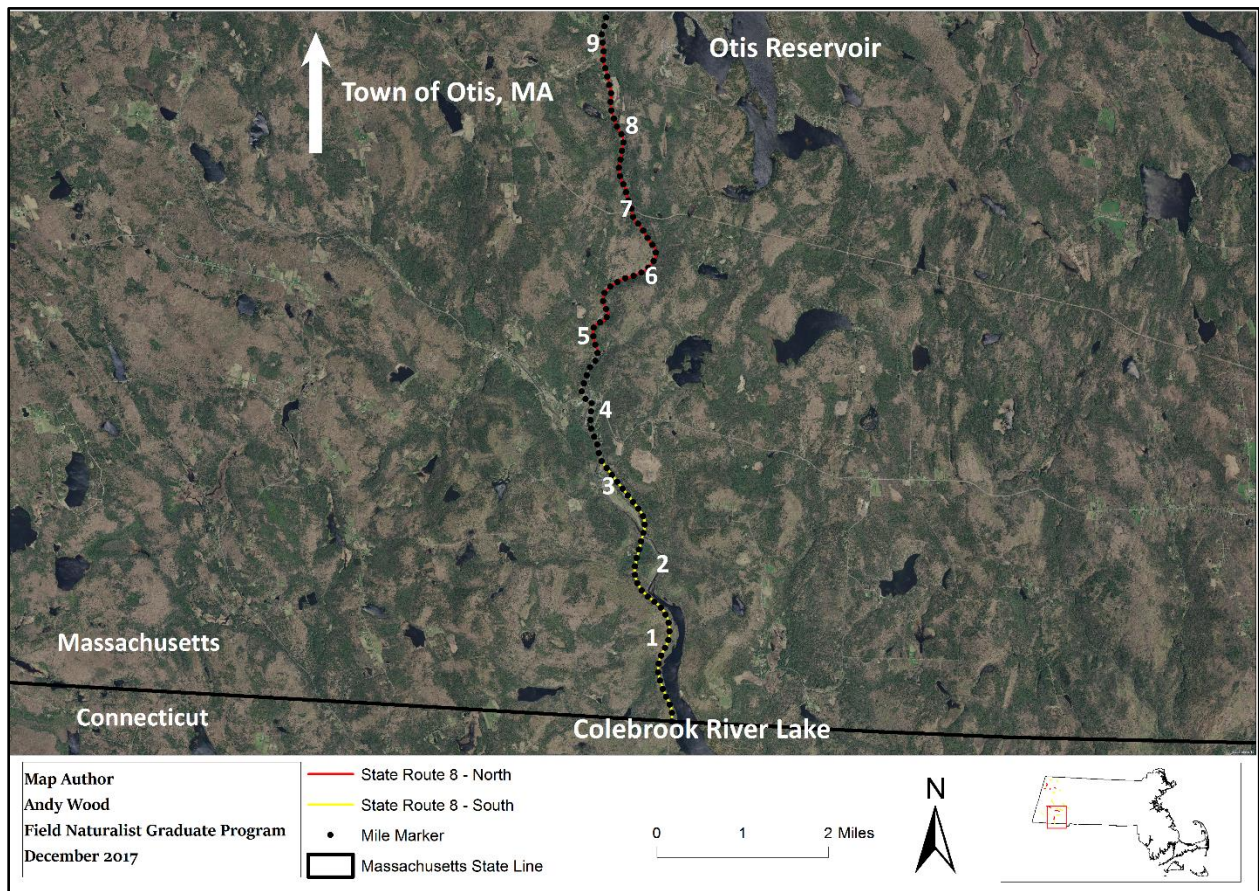 9
Otis Reservoir
Town of Otis, MA
8
7
6
5
4
3
2
1
Massachusetts
Connecticut
Colebrook River Lake
Map Author
Andy Wood
Field Naturalist Graduate Program
December 2017
State Route 8 - North
State Route 8 - South
Mile Marker
Massachusetts State Line
0 1 2 Miles
N